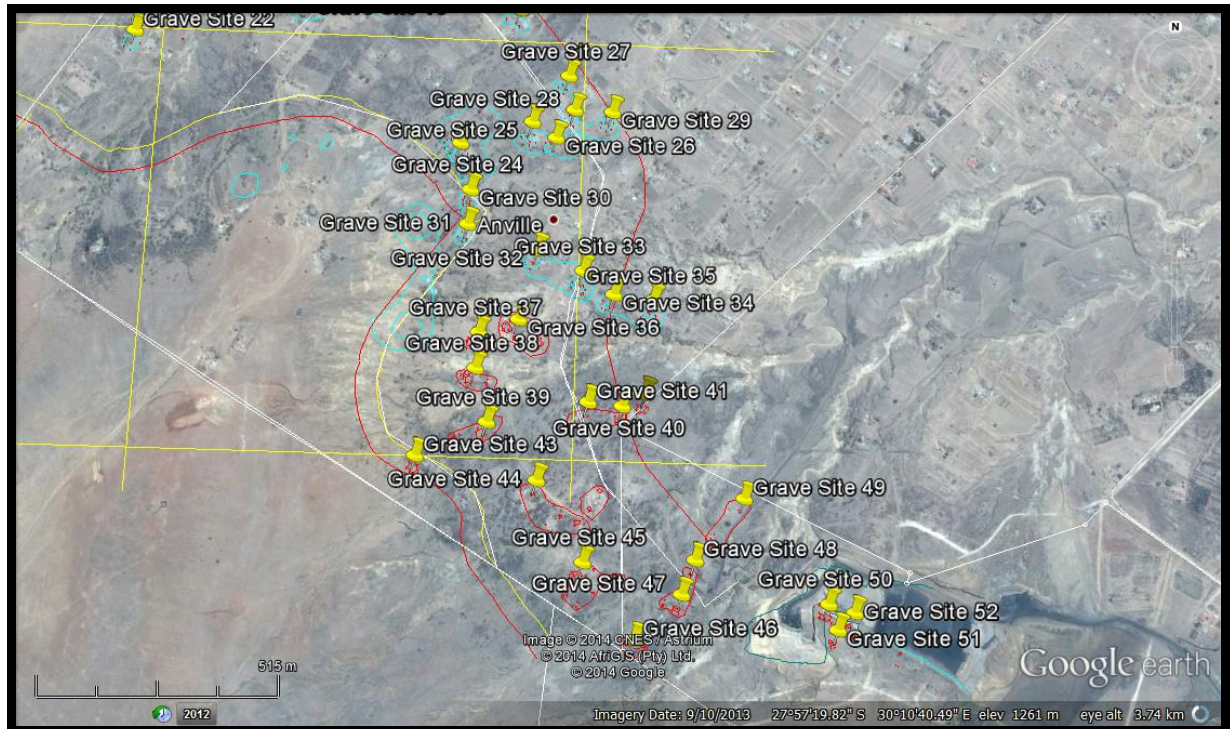 Grave Site 22
N
Grave Site 27
Grave Site 28
Grave Site 29
Grave Site 25
Grave Site 26
Grave Site 24
Grave Site 30
Grave Site 31
Anville
Grave Site 33
Grave Site 32
Grave Site 35
Grave Site 34
Grave Site 37
Grave Site 36
Grave Site 38
Grave Site 39
Grave Site 41
Grave Site 40
Grave Site 43
Grave Site 44
Grave Site 49
Grave Site 45
Grave Site 48
Grave Site 47
Grave Site 50
Grave Site 52
Grave Site 46
Grave Site 51
Image © 2014 CNES / Astrium
© 2014 AfriGIS (Pty) Ltd.
© 2014 Google
Google earth
515 m
2012
Imagery Date: 9/10/2013 27°57'19.82" S 30°10'40.49" E elev 1261 m eye alt 3.74 km